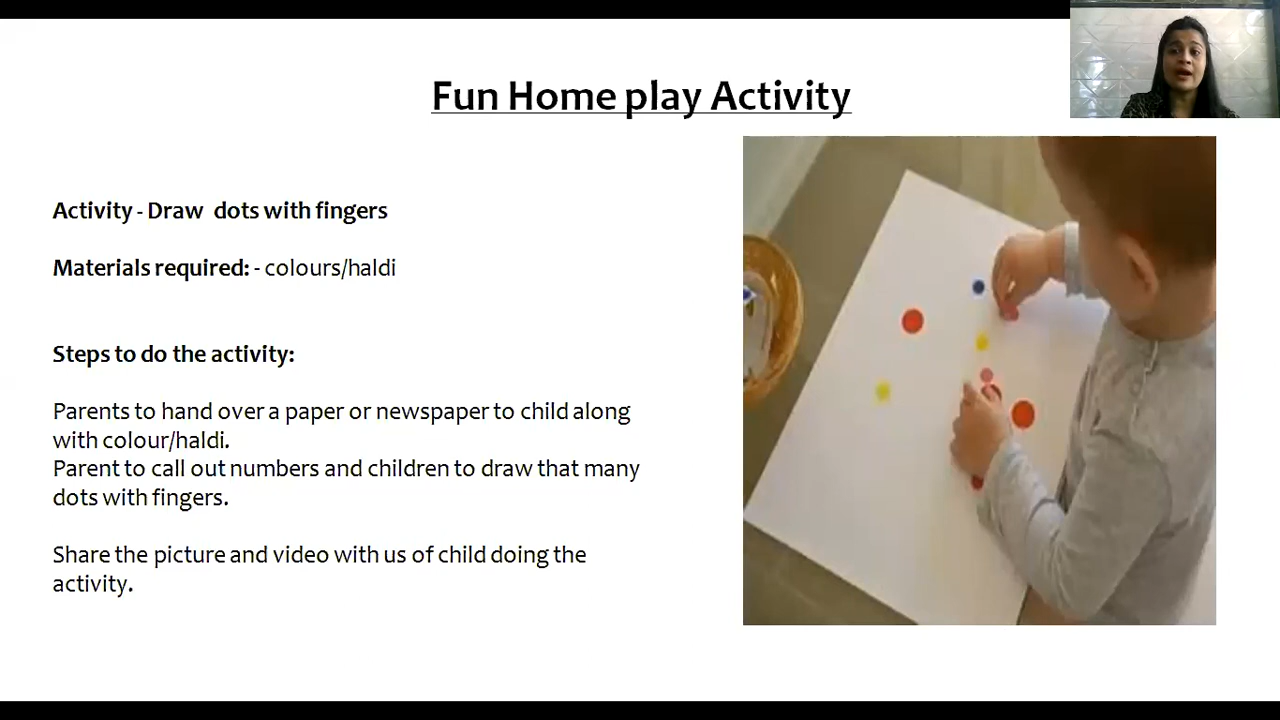 Fun Home play Activity
Activity - Draw  dots with fingers
Materials required: - colours/haldi
Steps to do the activity:
Parents to hand over a paper or newspaper to child along
with colour/haldi.
Parent to call out numbers and children to draw that many
dots with fingers.
Share the picture and video with us of child doing the
activity.